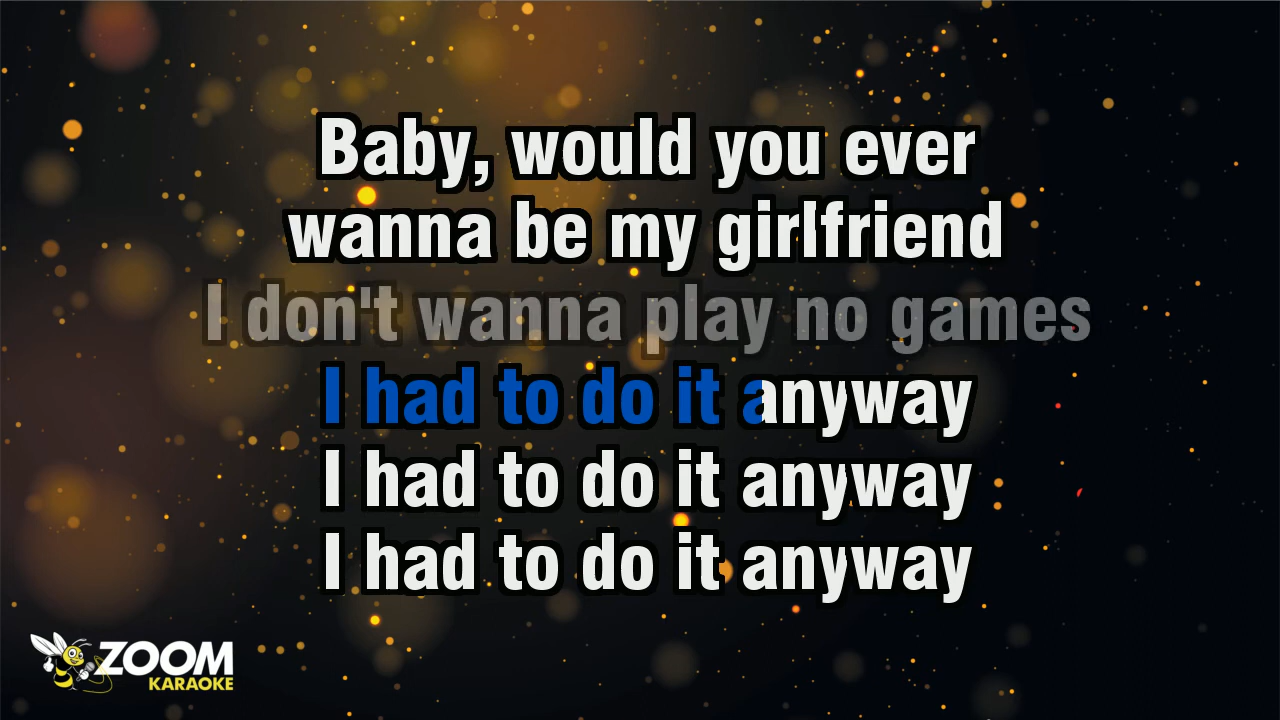 Baby, would you ever
wanna be my girlfriend
I don't wanna play no games
I had to do it anyway
I had to do it anyway
I had to do it anyway
ZOOM
KARAOKE